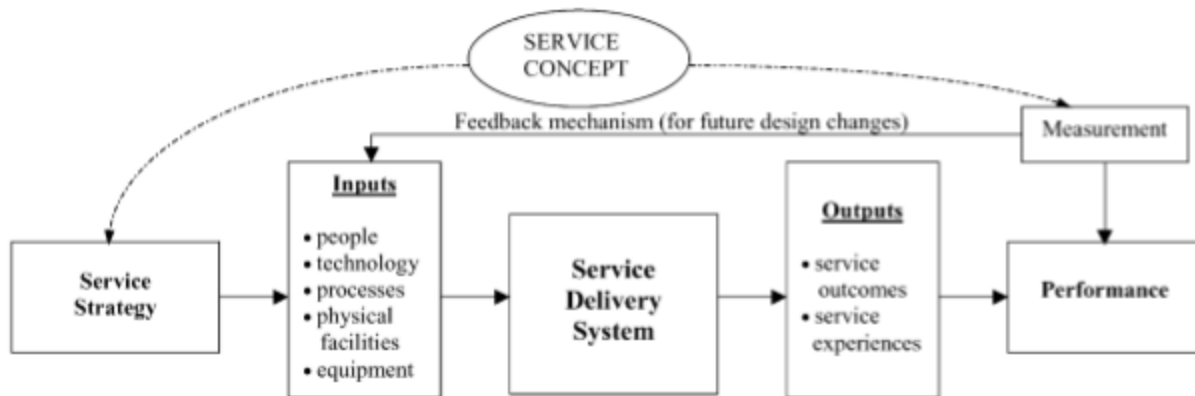 SERVICE
CONCEPT
Feedback mechanism (for future design changes)
Measurement
Inputs
• people
• technology
• processes
• physical
facilities
• equipment
Outputs
• service
outcomes
• service
experiences
Service
Strategy
Service
Delivery
System
Performance